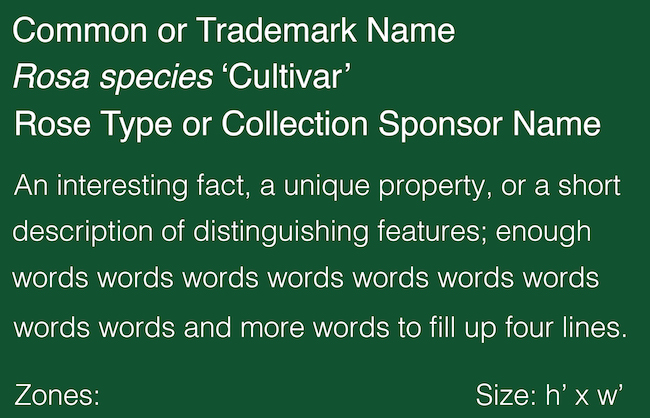 Common or Trademark Name
Rosa species ‘Cultivar’
Rose Type or Collection Sponsor Name
An interesting fact, a unique property, or a short
description of distinguishing features; enough
words words words words words words words
words words and more words to fill up four lines.
Zones: Size: h’ x w’